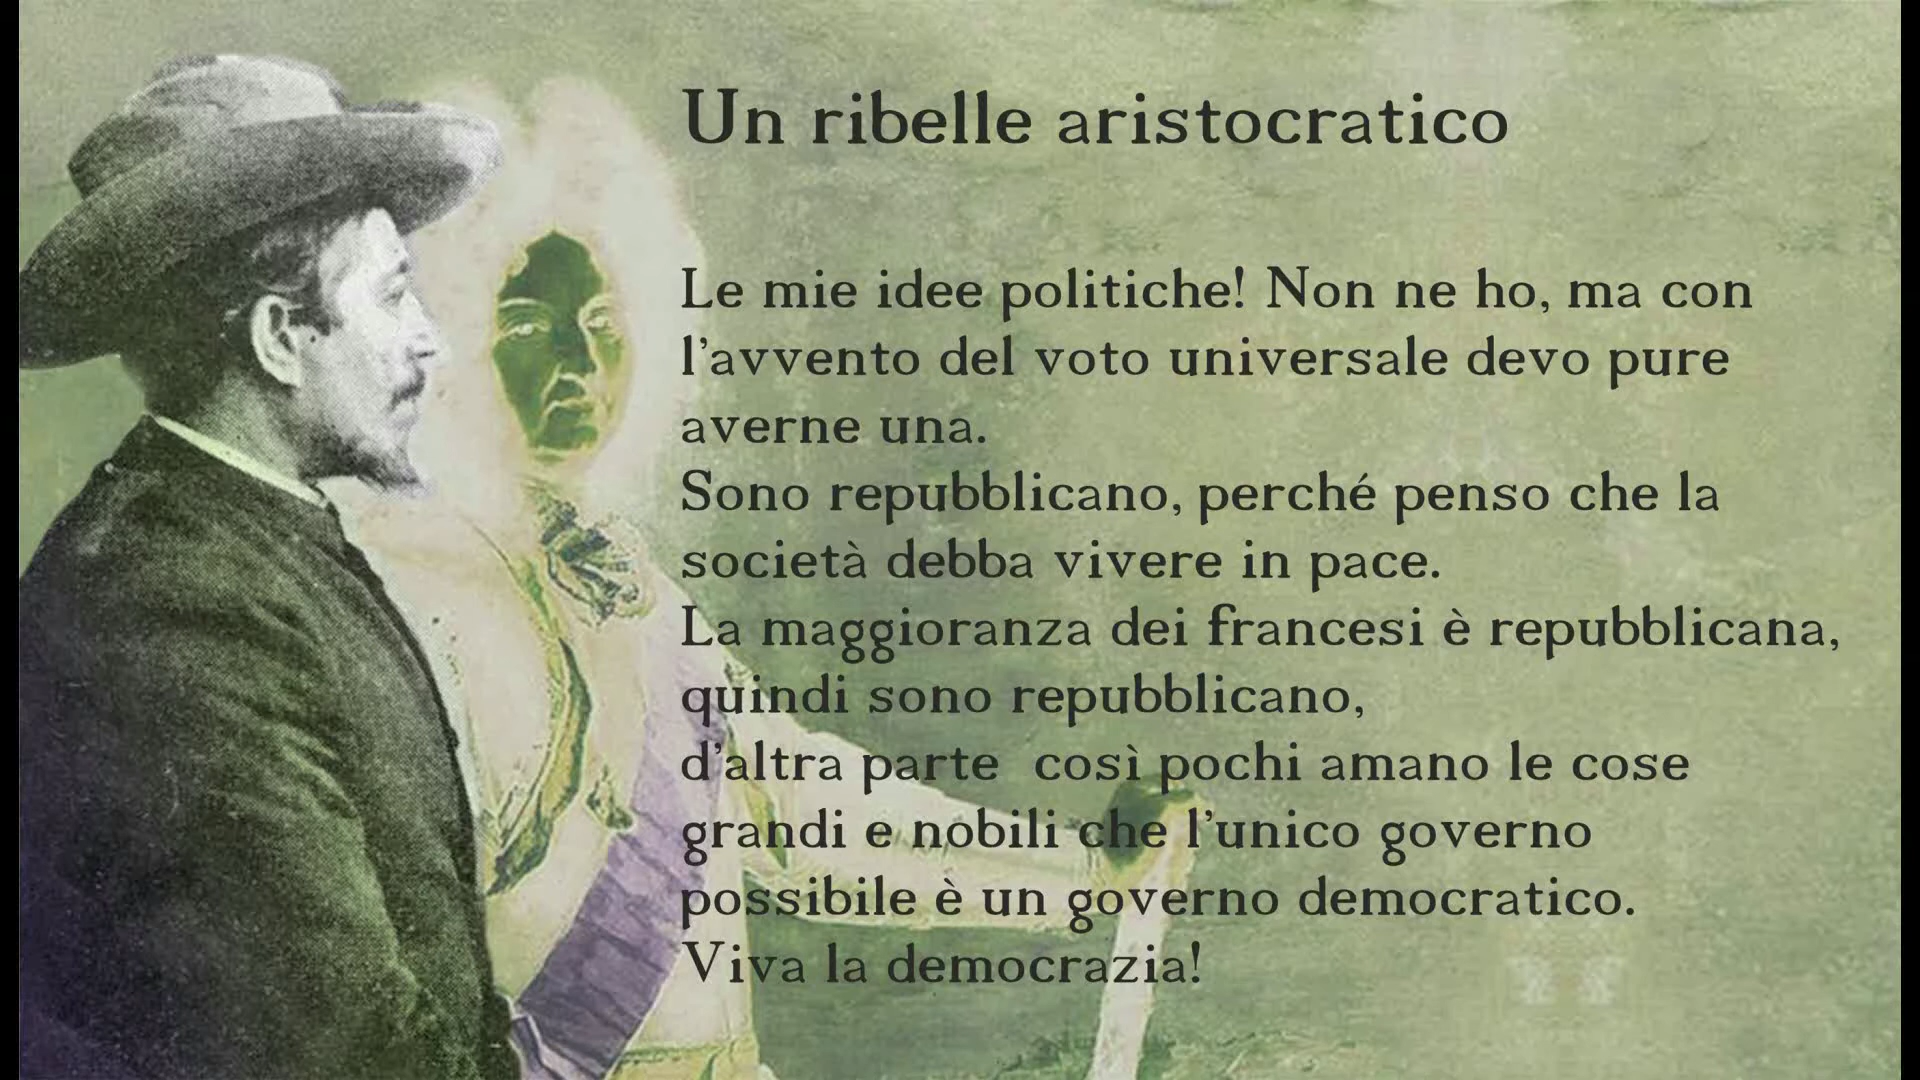 Un ribelle aristocratico
Le mie idee politiche! Non ne ho, ma con
l'avvento del voto universale devo pure
averne una.
Sono repubblicano, perché penso che la
società debba vivere in pace.
La maggioranza dei francesi è repubblicana,
quindi sono repubblicano,
d'altra parte  così pochi amano le cose
grandi e nobili che l'unico governo
possibile è un governo democratico.
Viva la democrazia!